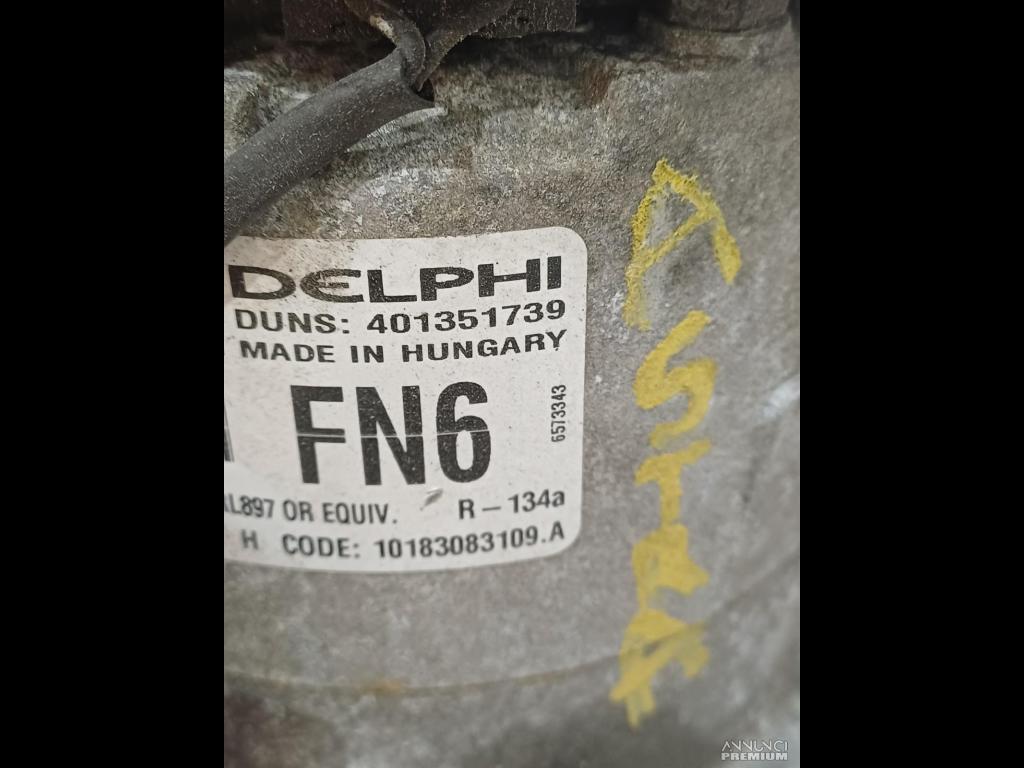 DELPHI
DUNS: 401351739
MADE IN HUNGARY
FN6
6573343
L897 OR EQUIV.
R-134a
H CODE: 10183083109.A
ASTRA
ANNUNCI
PREMIUM